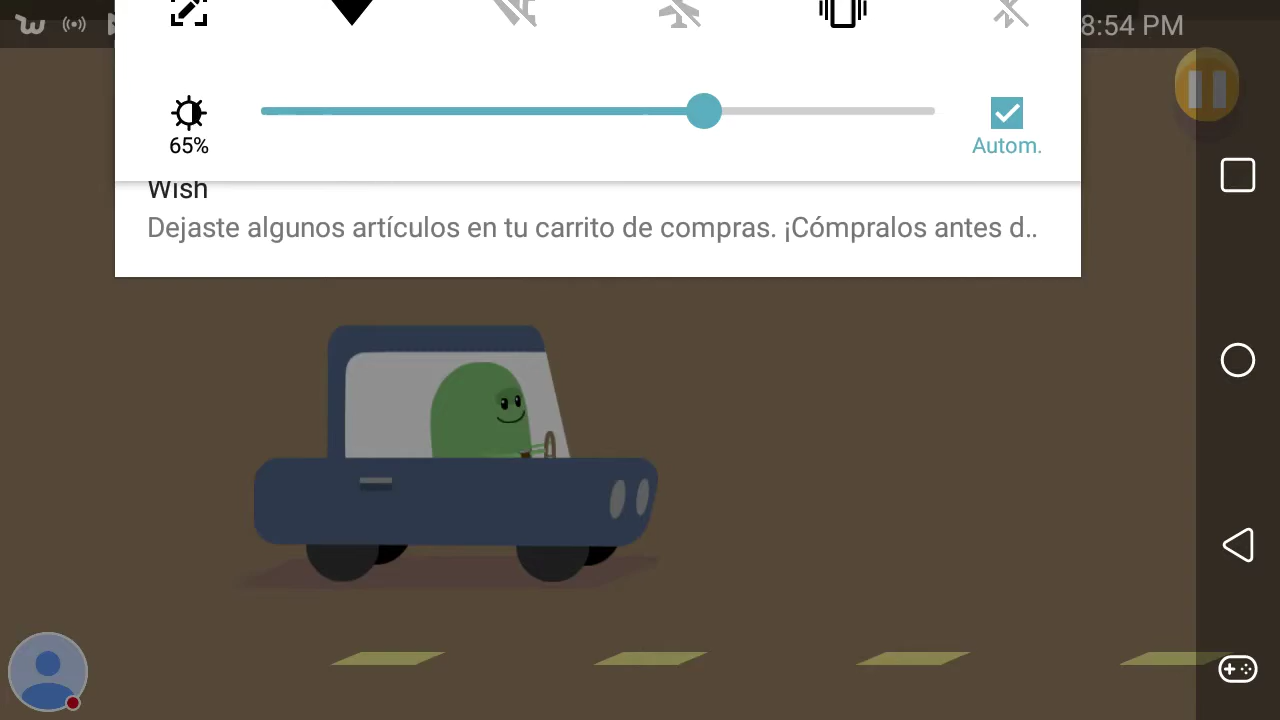 8:54 PM
65%
Autom.
Wish
Dejaste algunos artículos en tu carrito de compras. ¡Cómpralos antes d..